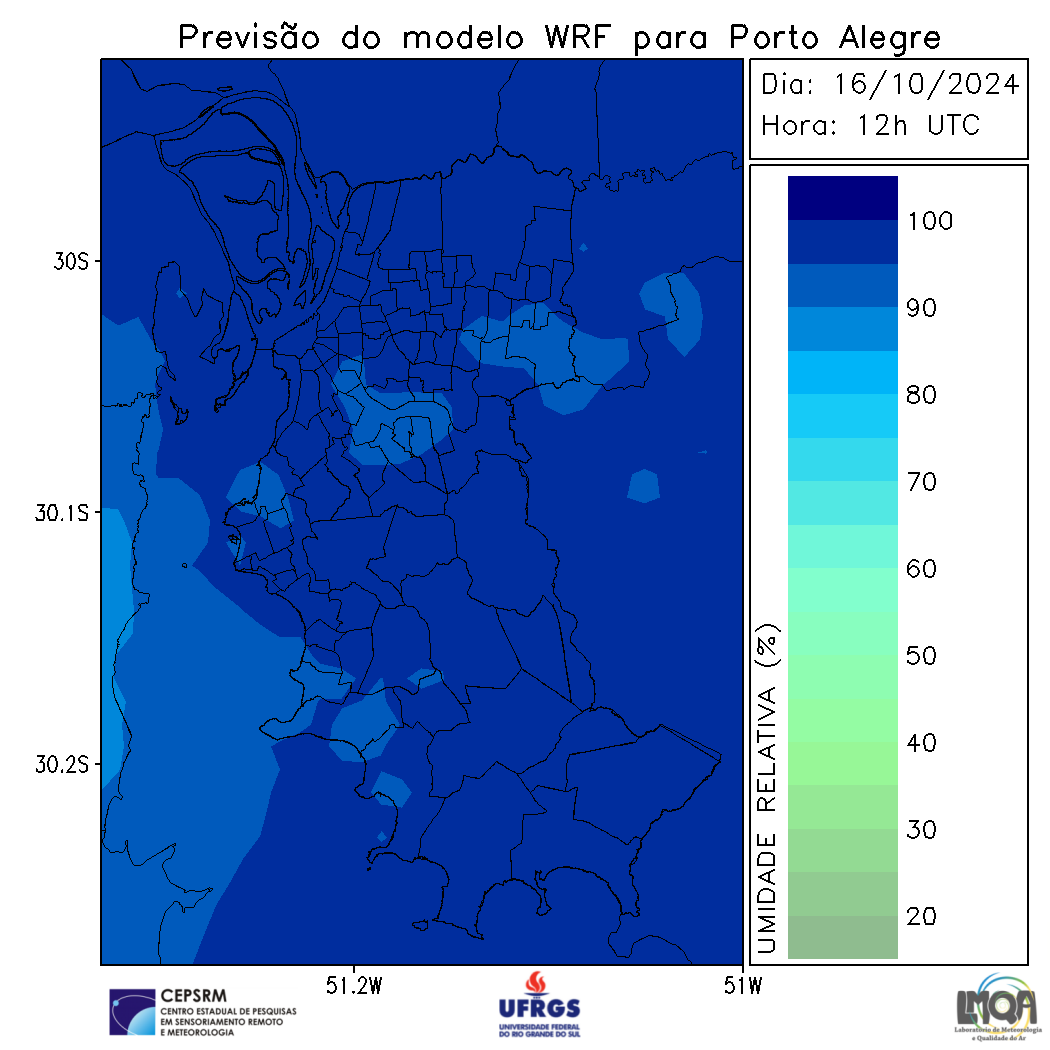 Previsão do modelo WRF para Porto Alegre
Dia: 16/10/2024
Hora: 12h UTC
30S
30.1S
30.2S
51.2W
51W
UMIDADE RELATIVA (%)
100
90
80
70
60
50
40
30
20
CEPSRM
CENTRO ESTADUAL DE PESQUISAS
EM SENSORIAMENTO REMOTO
E METEOROLOGIA
UFRGS
UNIVERSIDADE FEDERAL
DO RIO GRANDE DO SUL
LMQA
Laboratório de Meteorologia
e Qualidade do Ar